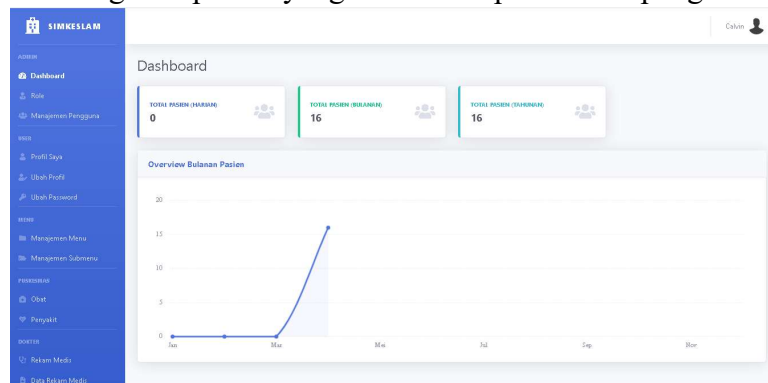 SIMKESLAM
Calvin
ADMIN
Dashboard
Role
Manajemen Pengguna
USER
Profil Saya
Ubah Profil
Ubah Password
MENU
Manajemen Menu
Manajemen Submenu
PUSKESMAS
Obat
Penyakit
DOKTER
Rekam Medis
Data Rekam Medis
Dashboard
TOTAL PASIEN (HARIAN)
0
TOTAL PASIEN (BULANAN)
16
TOTAL PASIEN (TAHUNAN)
16
Overview Bulanan Pasien
20
15
10
5
0
Jan Mar Mei Jul Sep Nov